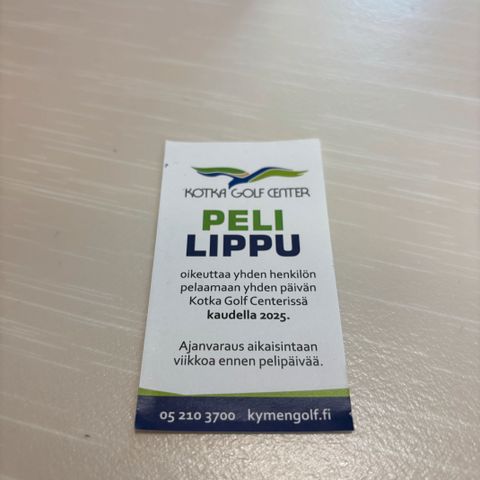 KOTKA GOLF CENTER
PELI
LIPPU
oikeuttaa yhden henkilön
pelaamaan yhden päivän
Kotka Golf Centerissä
kaudella 2025.
Ajanvaraus aikaisintaan
viikkoa ennen pelipäivää.
05 210 3700 kymengolf.fi